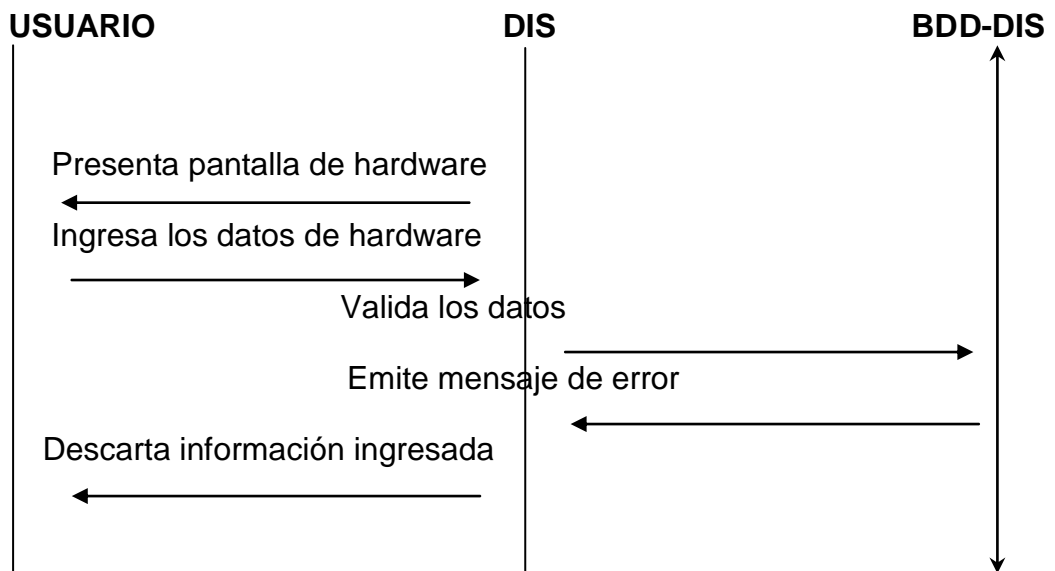 USUARIO DIS BDD-DIS
Presenta pantalla de hardware
Ingresa los datos de hardware
Valida los datos
Emite mensaje de error
Descarta información ingresada